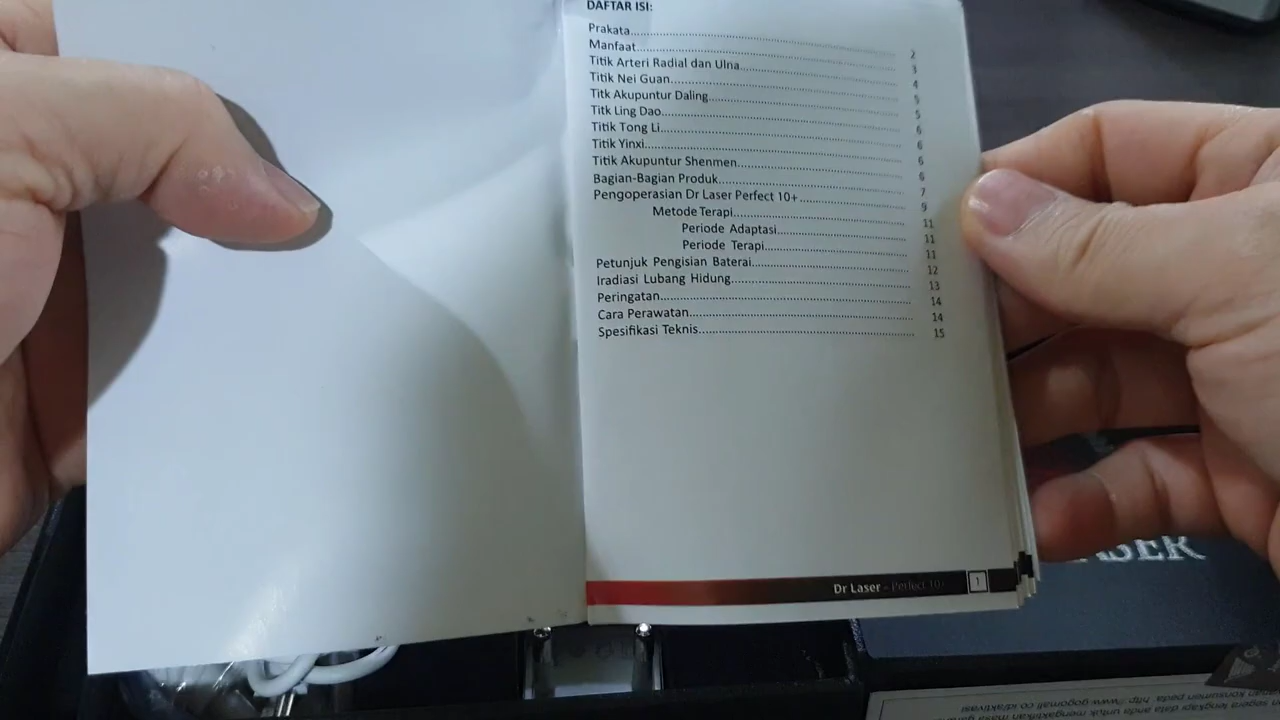 DAFTAR ISI:
Prakata.......... 2
Manfaat.......... 3
Titik Arteri Radial dan Ulna.......... 4
Titik Nei Guan.......... 5
Titk Akupuntur Daling.......... 5
Titk Ling Dao.......... 6
Titik Tong Li.......... 6
Titik Yinxi.......... 6
Titik Akupuntur Shenmen.......... 6
Bagian-Bagian Produk.......... 7
Pengoperasian Dr Laser Perfect 10+.......... 9
Metode Terapi.......... 11
Periode Adaptasi.......... 11
Periode Terapi.......... 11
Petunjuk Pengisian Baterai.......... 12
Iradiasi Lubang Hidung.......... 13
Peringatan.......... 14
Cara Perawatan.......... 14
Spesifikasi Teknis.......... 15
Dr Laser - Perfect 10+ 1